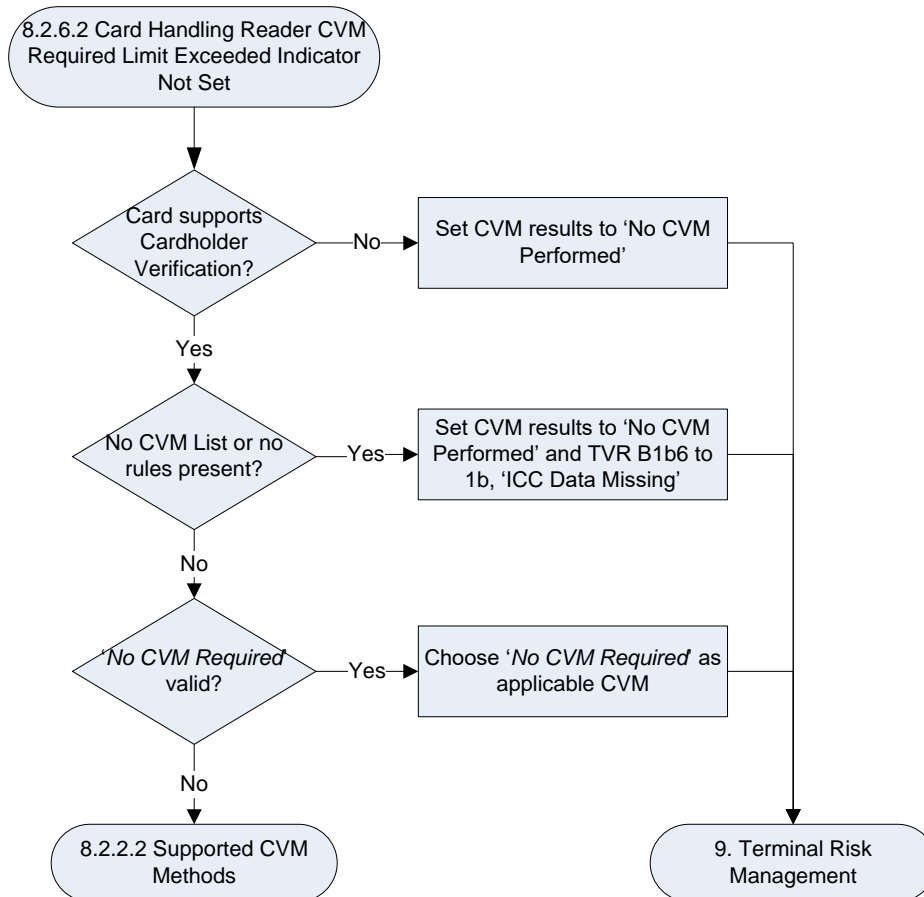 8.2.6.2 Card Handling Reader CVM
Required Limit Exceeded Indicator
Not Set
Card supports
Cardholder
Verification?
No
Set CVM results to ‘No CVM
Performed’
Yes
No CVM List or no
rules present?
Yes
Set CVM results to ‘No CVM
Performed’ and TVR B1b6 to
1b, ‘ICC Data Missing’
No
‘No CVM Required’
valid?
Yes
Choose ‘No CVM Required’ as
applicable CVM
No
8.2.2.2 Supported CVM
Methods
9. Terminal Risk
Management